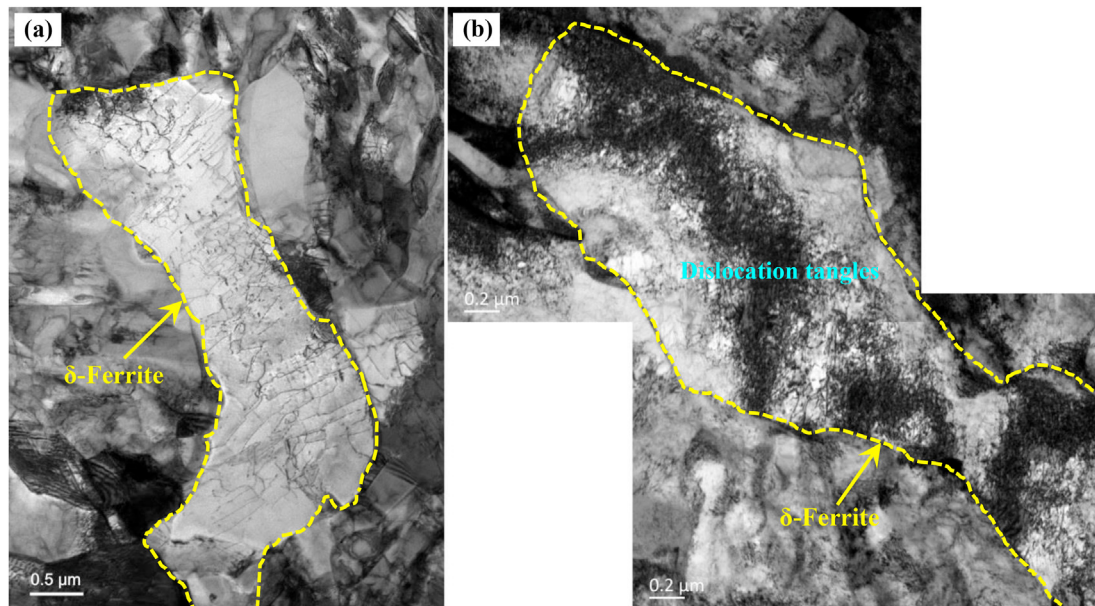 (a)
δ-Ferrite
0.5 μm
(b)
Dislocation tangles
0.2 μm
δ-Ferrite
0.2 μm